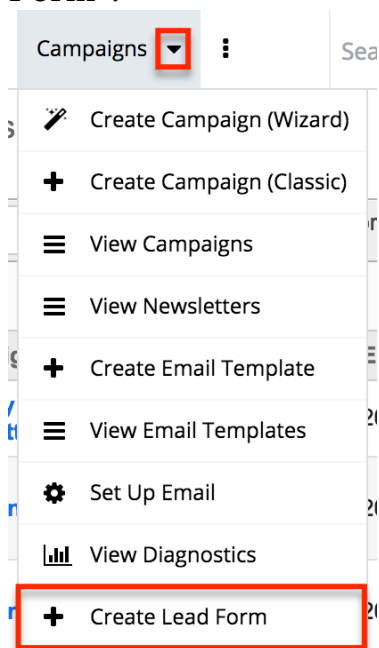 Campaigns
Sea
Create Campaign (Wizard)
Create Campaign (Classic)
View Campaigns
View Newsletters
Create Email Template
View Email Templates
Set Up Email
View Diagnostics
Create Lead Form